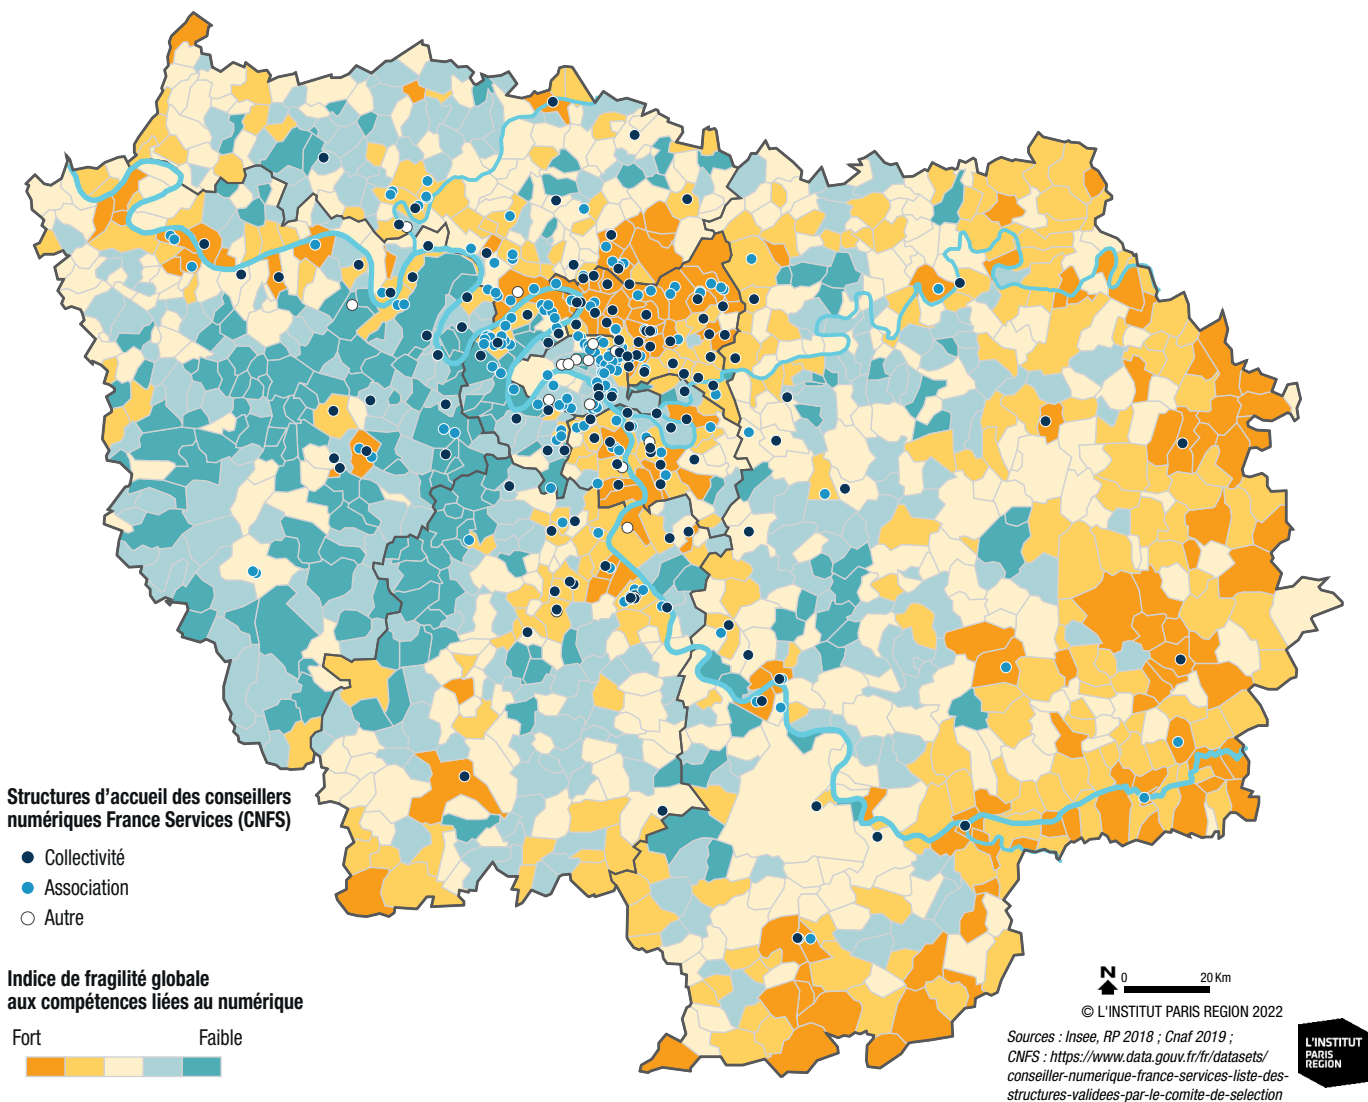 Structures d’accueil des conseillers
numériques France Services (CNFS)
Collectivité
Association
Autre
Indice de fragilité globale
aux compétences liées au numérique
Fort Faible
N 0 20 Km
© L'INSTITUT PARIS REGION 2022
Sources : Insee, RP 2018 ; Cnaf 2019 ;
CNFS : https://www.data.gouv.fr/fr/datasets/
conseiller-numerique-france-services-liste-des-
structures-validees-par-le-comite-de-selection
L'INSTITUT
PARIS
REGION